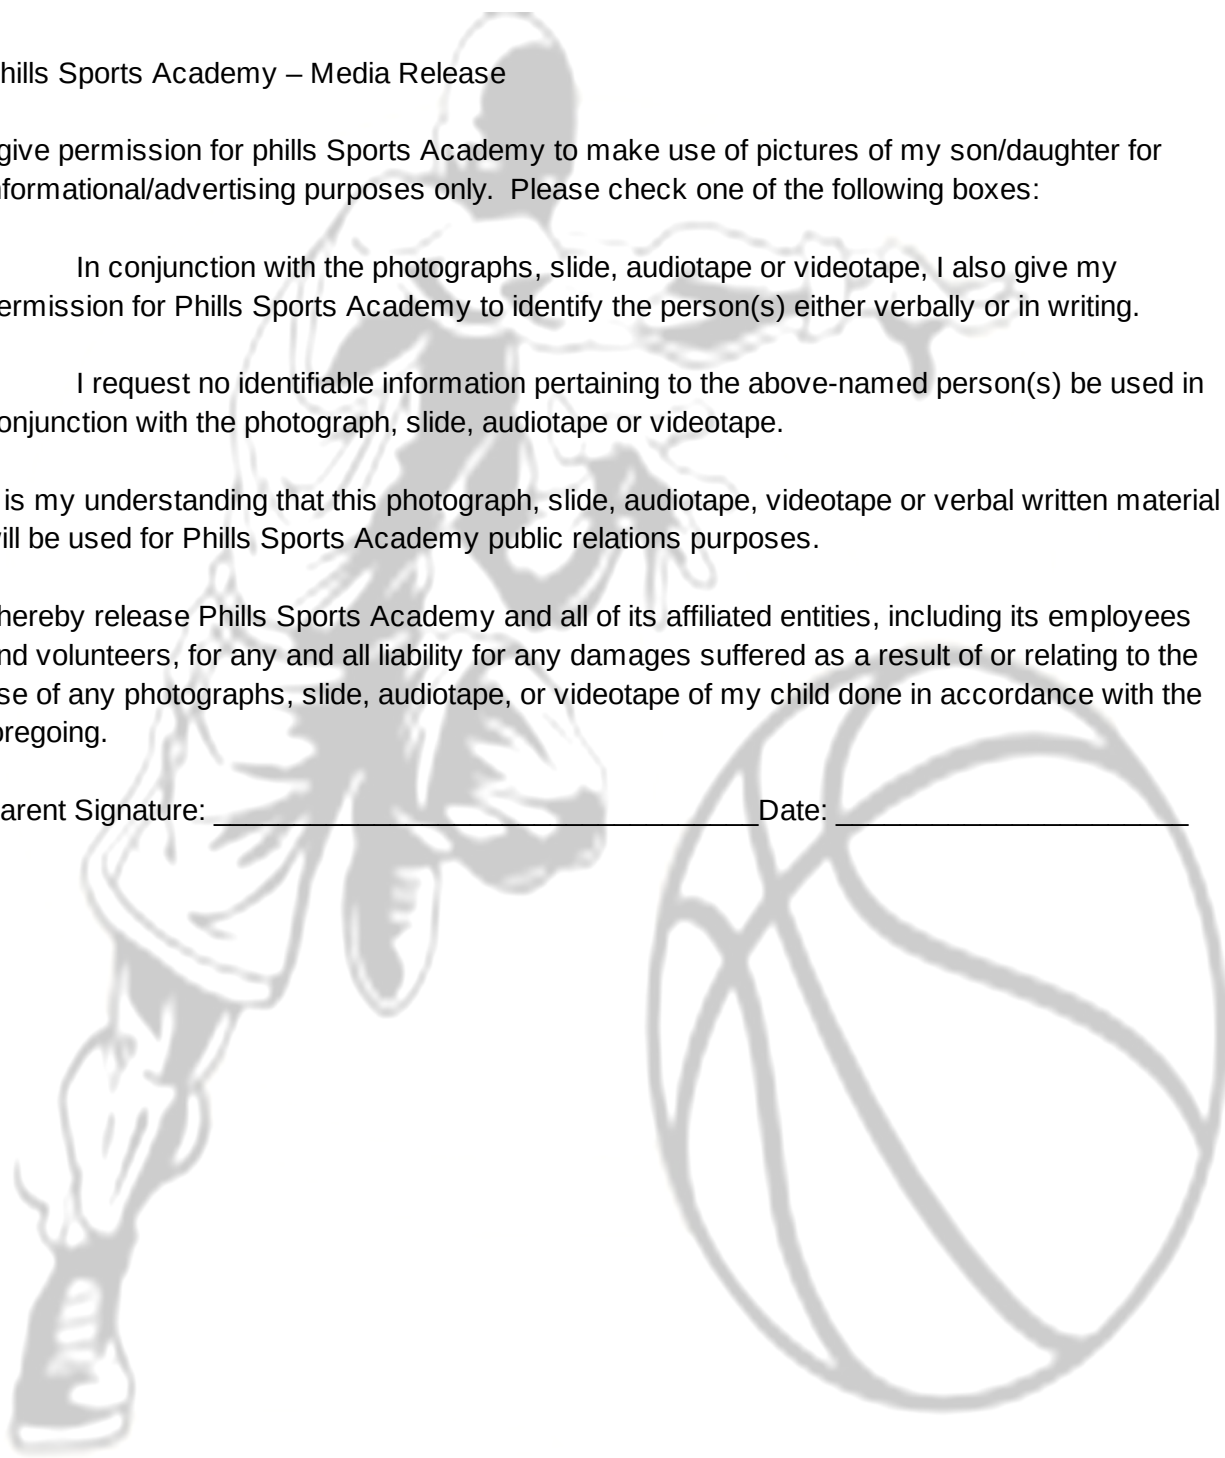 hills Sports Academy – Media Release
give permission for phills Sports Academy to make use of pictures of my son/daughter for
nformational/advertising purposes only. Please check one of the following boxes:
In conjunction with the photographs, slide, audiotape or videotape, I also give my
ermission for Phills Sports Academy to identify the person(s) either verbally or in writing.
I request no identifiable information pertaining to the above-named person(s) be used in
onjunction with the photograph, slide, audiotape or videotape.
is my understanding that this photograph, slide, audiotape, videotape or verbal written material
ill be used for Phills Sports Academy public relations purposes.
hereby release Phills Sports Academy and all of its affiliated entities, including its employees
nd volunteers, for any and all liability for any damages suffered as a result of or relating to the
se of any photographs, slide, audiotape, or videotape of my child done in accordance with the
oregoing.
arent Signature: __________________________________Date: ______________________